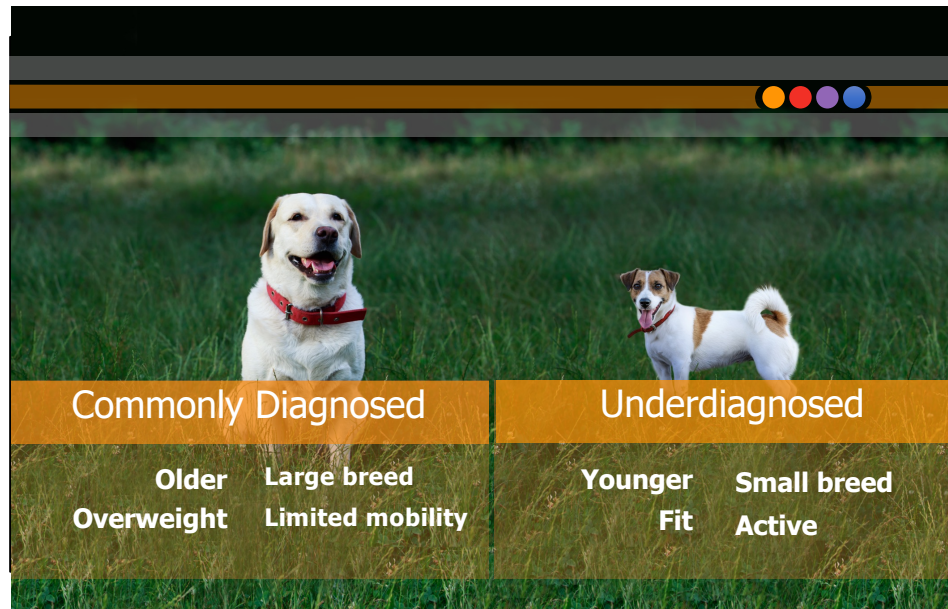 Commonly Diagnosed
Older Large breed
Overweight Limited mobility
Underdiagnosed
Younger Small breed
Fit Active